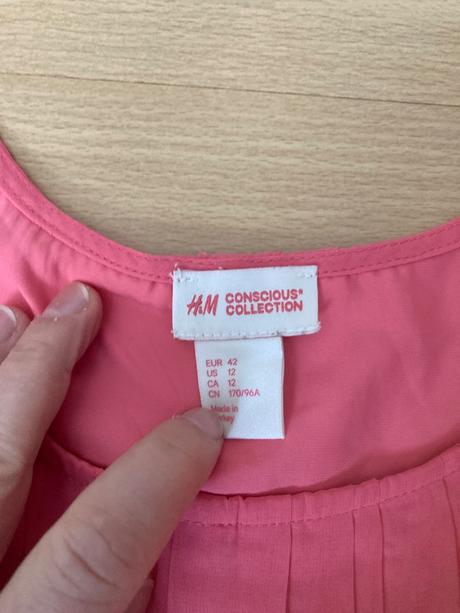 H&M CONSCIOUS*
COLLECTION
EUR 42
US 12
CA 12
CN 170/96A
Made in